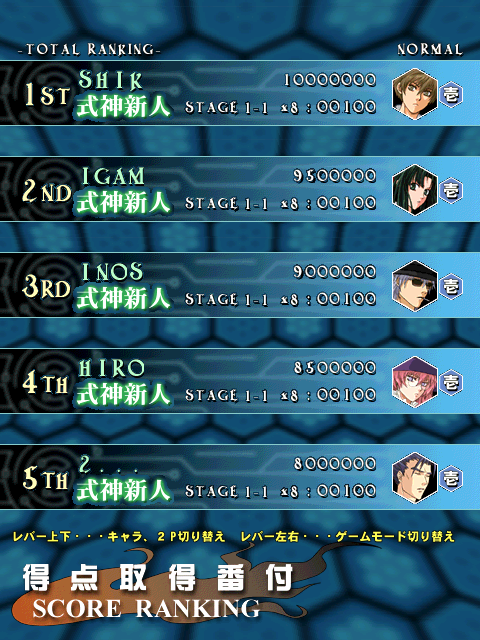 -TOTAL RANKING- NORMAL
1ST SHIK 10000000
式神新人 STAGE 1-1 x8 : 00100 壱
2ND IGAM 9500000
式神新人 STAGE 1-1 x8 : 00100 壱
3RD INOS 9000000
式神新人 STAGE 1-1 x8 : 00100 壱
4TH HIRO 8500000
式神新人 STAGE 1-1 x8 : 00100 壱
5TH 2... 8000000
式神新人 STAGE 1-1 x8 : 00100 壱
レバー上下・・・キャラ、2P切り替え レバー左右・・・ゲームモード切り替え
得点取得番付
SCORE RANKING